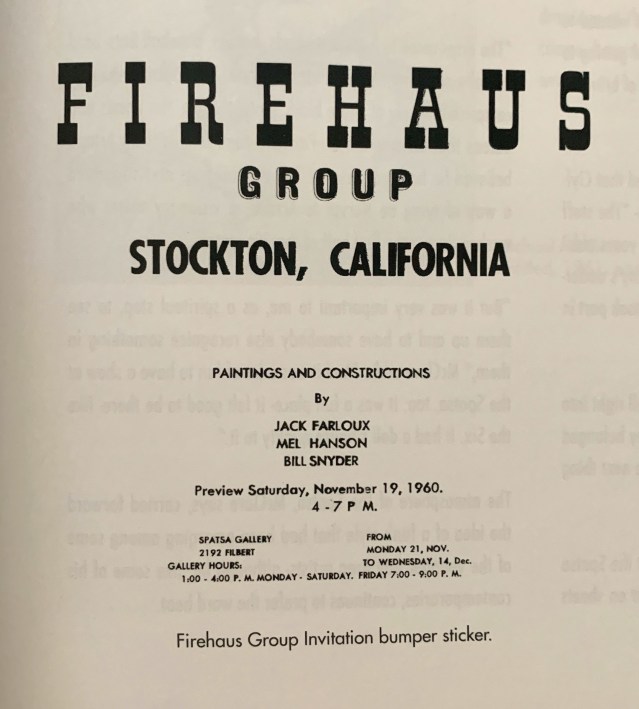 FIREHAUS
GROUP
STOCKTON, CALIFORNIA
PAINTINGS AND CONSTRUCTIONS
By
JACK FARLOUX
MEL HANSON
BILL SNYDER
Preview Saturday, November 19, 1960.
4 - 7 P M.
SPATSA GALLERY
2192 FILBERT
GALLERY HOURS:
FROM
MONDAY 21, NOV.
TO WEDNESDAY, 14, Dec.
1:00 - 4:00 P. M. MONDAY - SATURDAY. FRIDAY 7:00 - 9:00 P. M.
Firehaus Group Invitation bumper sticker.